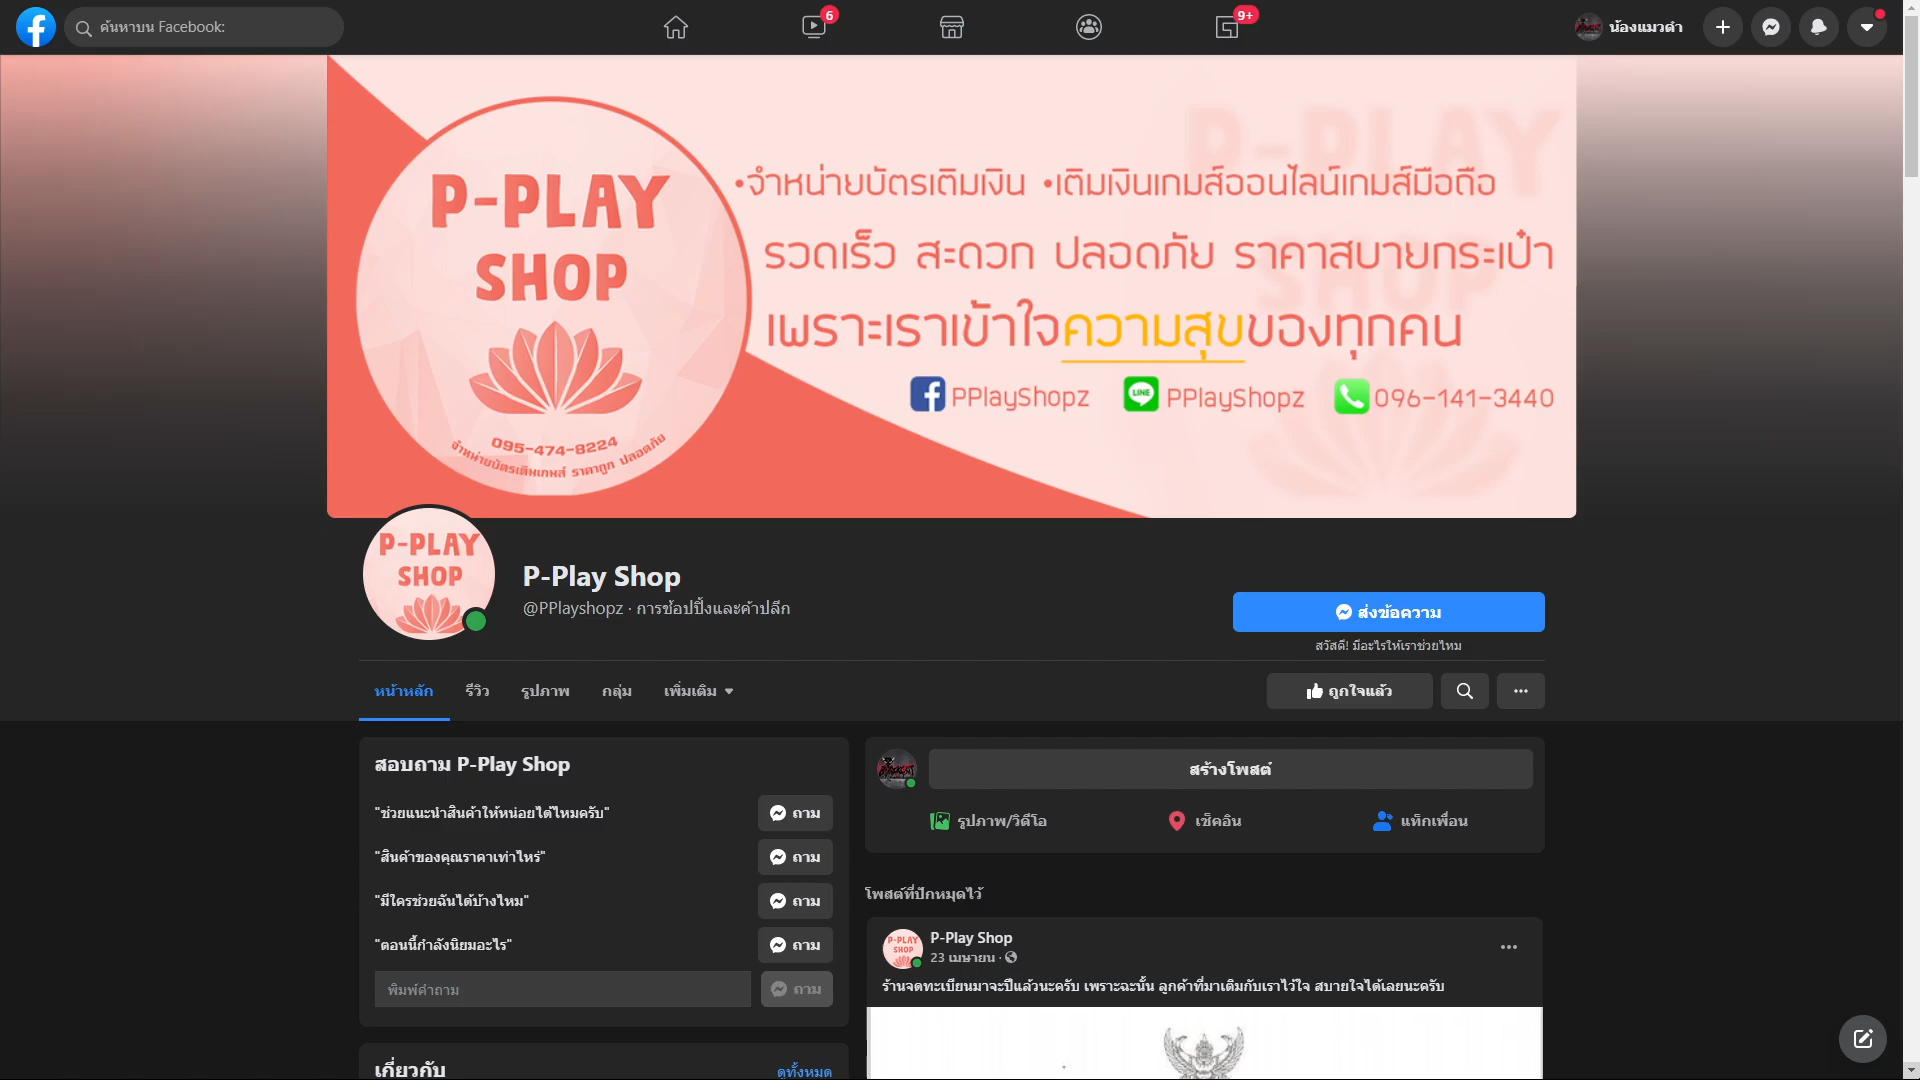 ค้นหาบน Facebook:
6
9+
น้องแมวดำ
P-PLAY
SHOP
095-474-8224
จำหน่ายบัตรเติมเกมส์ ราคาถูก ปลอดภัย
•จำหน่ายบัตรเติมเงิน •เติมเงินเกมส์ออนไลน์เกมส์มือถือ
รวดเร็ว สะดวก ปลอดภัย ราคาสบายกระเป๋า
เพราะเราเข้าใจความสุขของทุกคน
PPlayShopz LINE PPlayShopz 096-141-3440
P-PLAY
SHOP
P-PLAY
SHOP
P-Play Shop
@PPlayshopz · การช้อปปิ้งและค้าปลีก
ส่งข้อความ
สวัสดี! มีอะไรให้เราช่วยไหม
หน้าหลัก รีวิว รูปภาพ กลุ่ม เพิ่มเติม
ถูกใจแล้ว
สอบถาม P-Play Shop
"ช่วยแนะนำสินค้าให้หน่อยได้ไหมครับ" ถาม
"สินค้าของคุณราคาเท่าไหร่" ถาม
"มีใครช่วยฉันได้บ้างไหม" ถาม
"ตอนนี้กำลังนิยมอะไร" ถาม
พิมพ์คำถาม ถาม
เกี่ยวกับ ดูทั้งหมด
สร้างโพสต์
รูปภาพ/วิดีโอ เช็คอิน แท็กเพื่อน
โพสต์ที่ปักหมุดไว้
P-PLAY
SHOP
P-Play Shop
23 เมษายน ·
ร้านจดทะเบียนมาจะปีแล้วนะครับ เพราะฉะนั้น ลูกค้าที่มาเติมกับเราไว้ใจ สบายใจได้เลยนะครับ